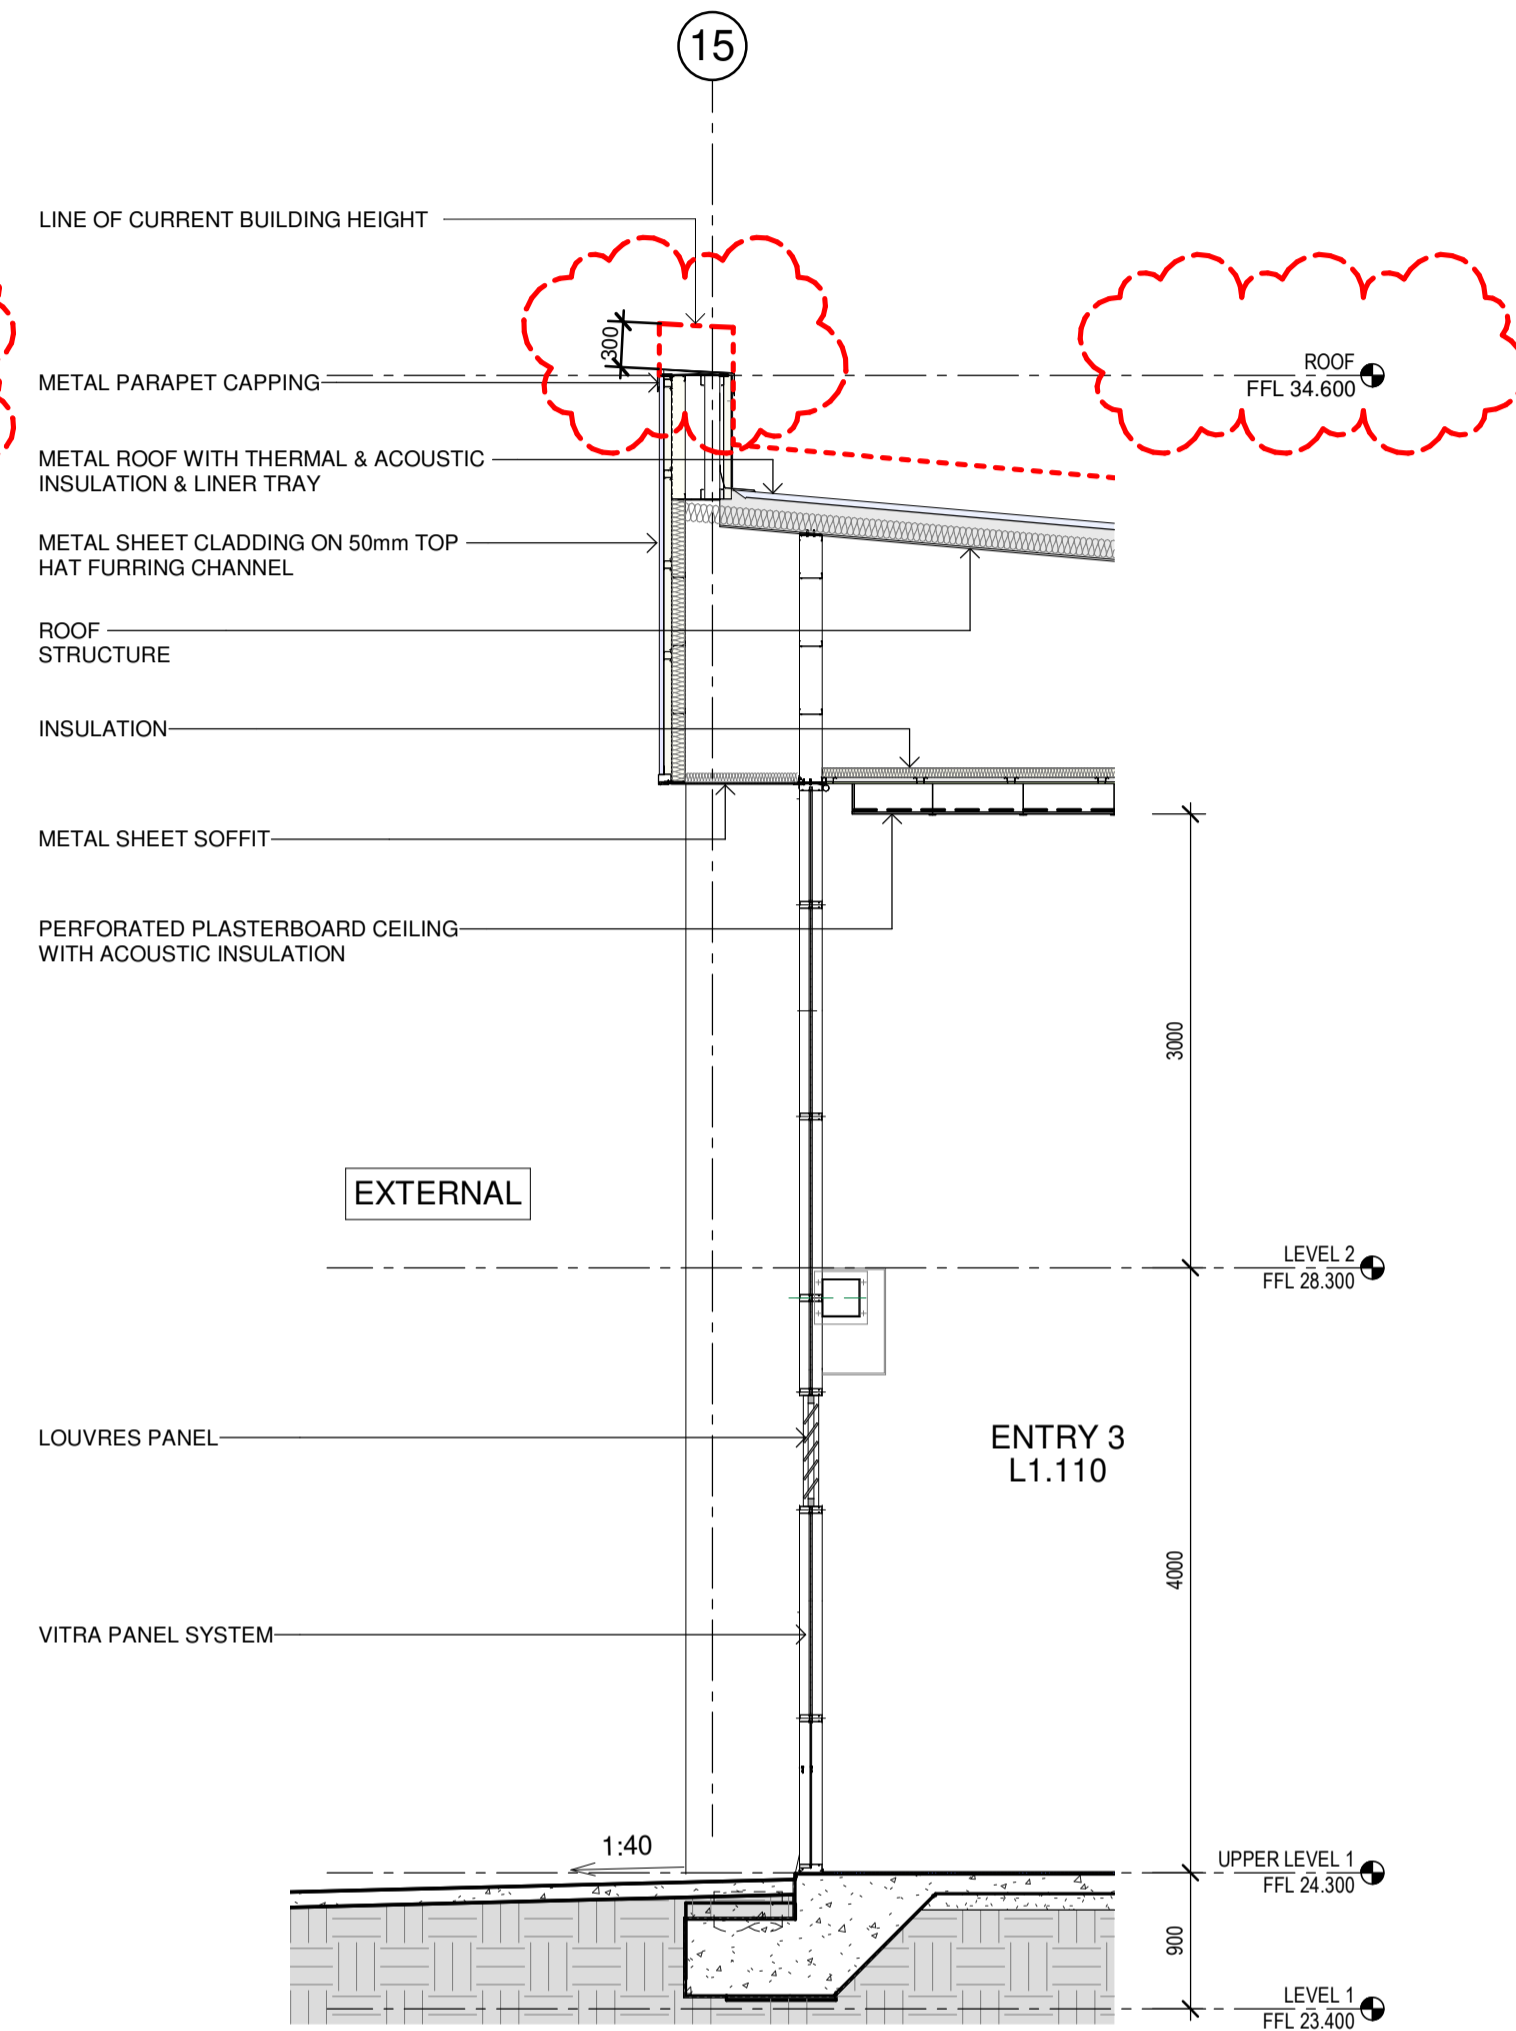 15
LINE OF CURRENT BUILDING HEIGHT
300
ROOF
FFL 34.600
METAL PARAPET CAPPING
METAL ROOF WITH THERMAL & ACOUSTIC
INSULATION & LINER TRAY
METAL SHEET CLADDING ON 50mm TOP
HAT FURRING CHANNEL
ROOF
STRUCTURE
INSULATION
METAL SHEET SOFFIT
PERFORATED PLASTERBOARD CEILING
WITH ACOUSTIC INSULATION
3000
EXTERNAL
LEVEL 2
FFL 28.300
LOUVRES PANEL
ENTRY 3
L1.110
4000
VITRA PANEL SYSTEM
1:40
UPPER LEVEL 1
FFL 24.300
900
LEVEL 1
FFL 23.400